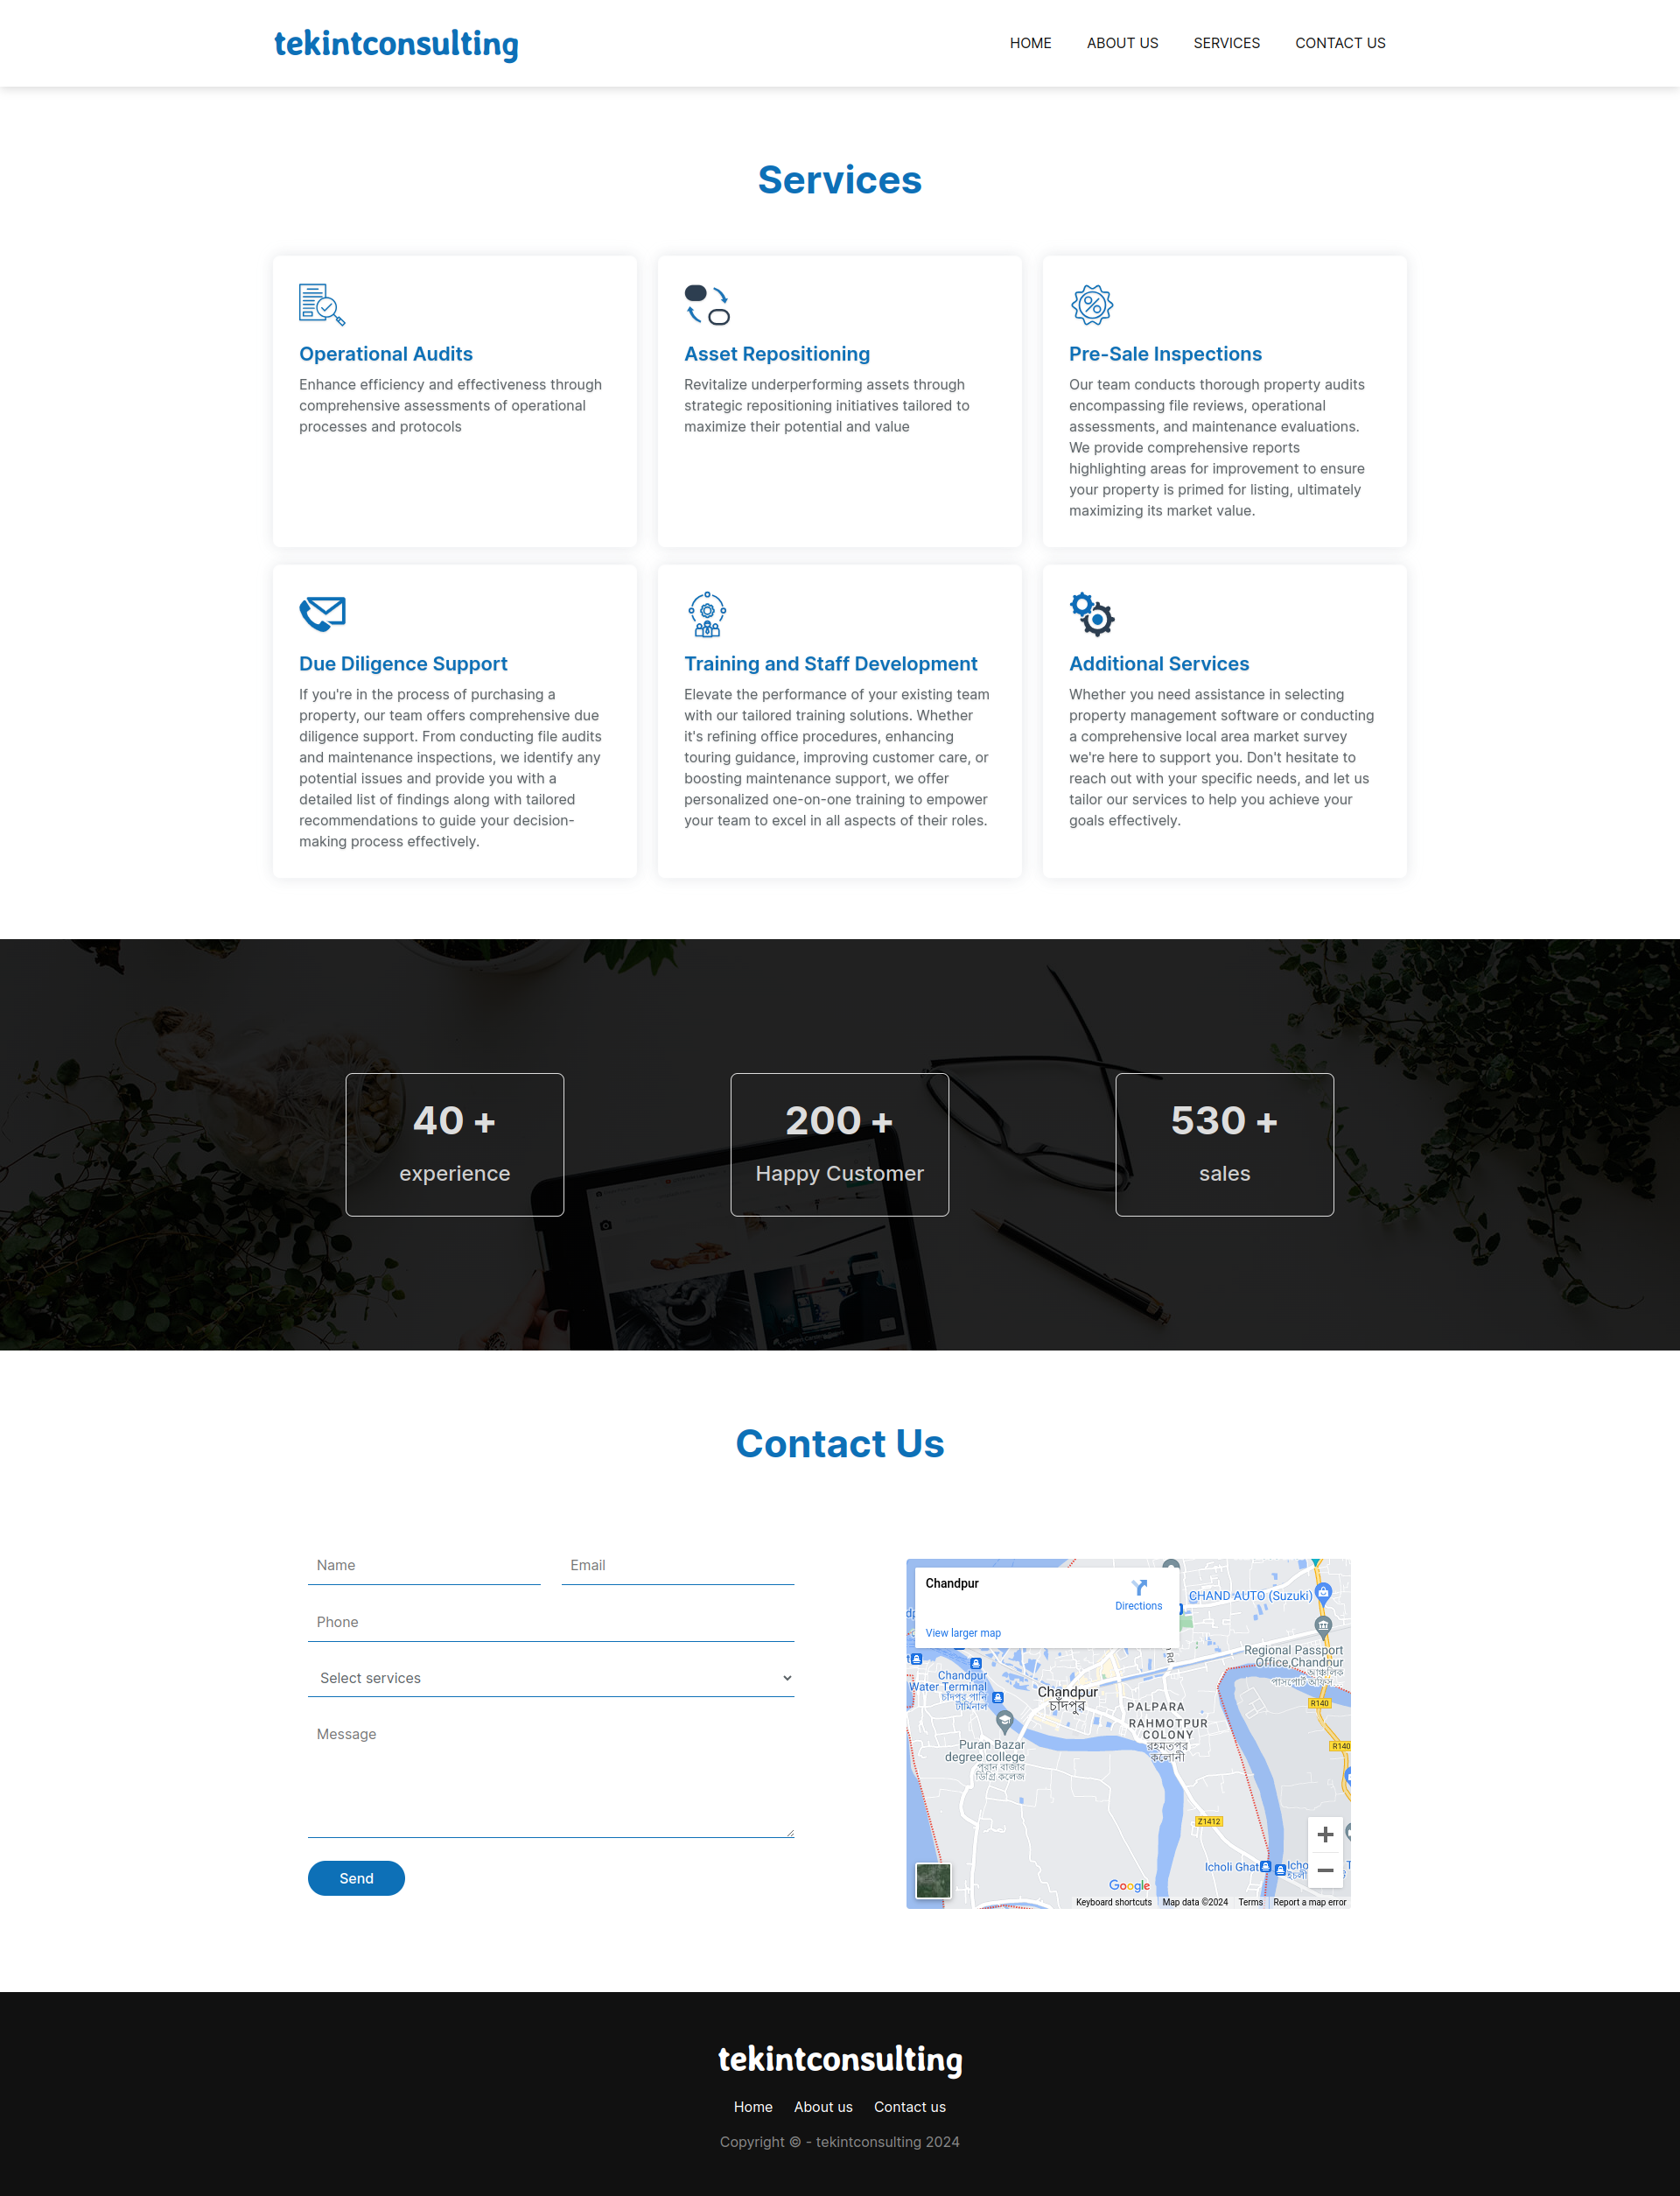 tekintconsulting
HOME ABOUT US SERVICES CONTACT US
Services
Operational Audits
Enhance efficiency and effectiveness through
comprehensive assessments of operational
processes and protocols
Asset Repositioning
Revitalize underperforming assets through
strategic repositioning initiatives tailored to
maximize their potential and value
Pre-Sale Inspections
Our team conducts thorough property audits
encompassing file reviews, operational
assessments, and maintenance evaluations.
We provide comprehensive reports
highlighting areas for improvement to ensure
your property is primed for listing, ultimately
maximizing its market value.
Due Diligence Support
If you're in the process of purchasing a
property, our team offers comprehensive due
diligence support. From conducting file audits
and maintenance inspections, we identify any
potential issues and provide you with a
detailed list of findings along with tailored
recommendations to guide your decision-
making process effectively.
Training and Staff Development
Elevate the performance of your existing team
with our tailored training solutions. Whether
it's refining office procedures, enhancing
touring guidance, improving customer care, or
boosting maintenance support, we offer
personalized one-on-one training to empower
your team to excel in all aspects of their roles.
Additional Services
Whether you need assistance in selecting
property management software or conducting
a comprehensive local area market survey
we're here to support you. Don't hesitate to
reach out with your specific needs, and let us
tailor our services to help you achieve your
goals effectively.
40 +
experience
200 +
Happy Customer
530 +
sales
Contact Us
Name
Email
Phone
Select services
Message
Send
Chandpur
Directions
View larger map
CHAND AUTO (Suzuki)
Rd
Regional Passport
Office,Chandpur
আঞ্চলিক
পাসপোর্ট অফিস...
R140
R140
Chandpur
Water Terminal
চাঁদপুর পানি
টার্মিনাল
Chandpur
চাঁদপুর
PALPARA
RAHMOTPUR
COLONY
রহমতপুর
কলোনী
Puran Bazar
degree college
পুরান বাজার
ডিগ্রি কলেজ
Z1412
Icholi Ghat
Icho
Google
Keyboard shortcuts Map data ©2024 Terms Report a map error
tekintconsulting
Home About us Contact us
Copyright © - tekintconsulting 2024